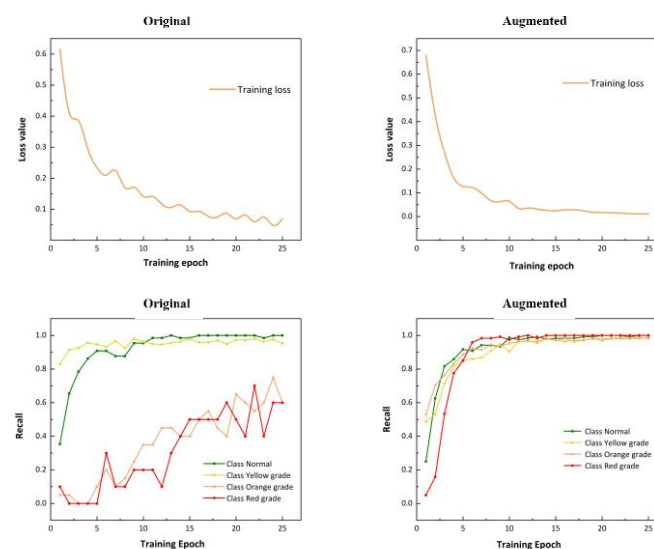 Original
Augmented
0.6
0.5
0.4
0.3
0.2
0.1
Loss value
Training loss
0
5
10
15
20
25
Training epoch
0.7
0.6
0.5
0.4
0.3
0.2
0.1
0.0
Loss value
Training loss
0
5
10
15
20
25
Training epoch
Original
Augmented
1.0
0.8
0.6
0.4
0.2
0.0
Recall
Class Normal
Class Yellow grade
Class Orange grade
Class Red grade
0
5
10
15
20
25
Training Epoch
1.0
0.8
0.6
0.4
0.2
0.0
Recall
Class Normal
Class Yellow grade
Class Orange grade
Class Red grade
0
5
10
15
20
25
Training Epoch